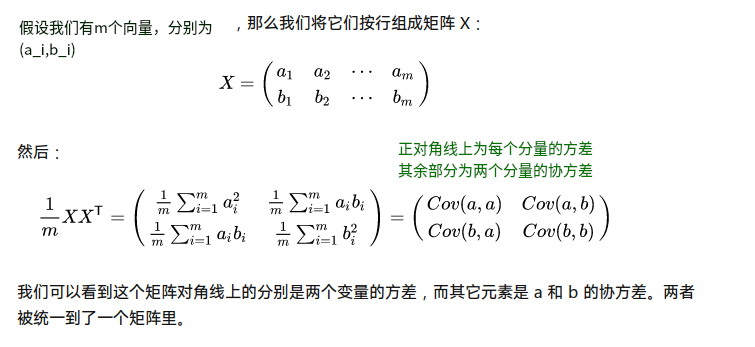 假设我们有m个向量，分别为 ，那么我们将它们按行组成矩阵 X：
(a_i,b_i)
X = \begin{pmatrix} a_1 & a_2 & \cdots & a_m \\ b_1 & b_2 & \cdots & b_m \end{pmatrix}
然后：
正对角线上为每个分量的方差
其余部分为两个分量的协方差
\frac{1}{m}XX^{\mathsf{T}} = \begin{pmatrix} \frac{1}{m}\sum_{i=1}^{m} a_i^2 & \frac{1}{m}\sum_{i=1}^{m} a_i b_i \\ \frac{1}{m}\sum_{i=1}^{m} a_i b_i & \frac{1}{m}\sum_{i=1}^{m} b_i^2 \end{pmatrix} = \begin{pmatrix} Cov(a,a) & Cov(a,b) \\ Cov(b,a) & Cov(b,b) \end{pmatrix}
我们可以看到这个矩阵对角线上的分别是两个变量的方差，而其它元素是 a 和 b 的协方差。两者
被统一到了一个矩阵里。